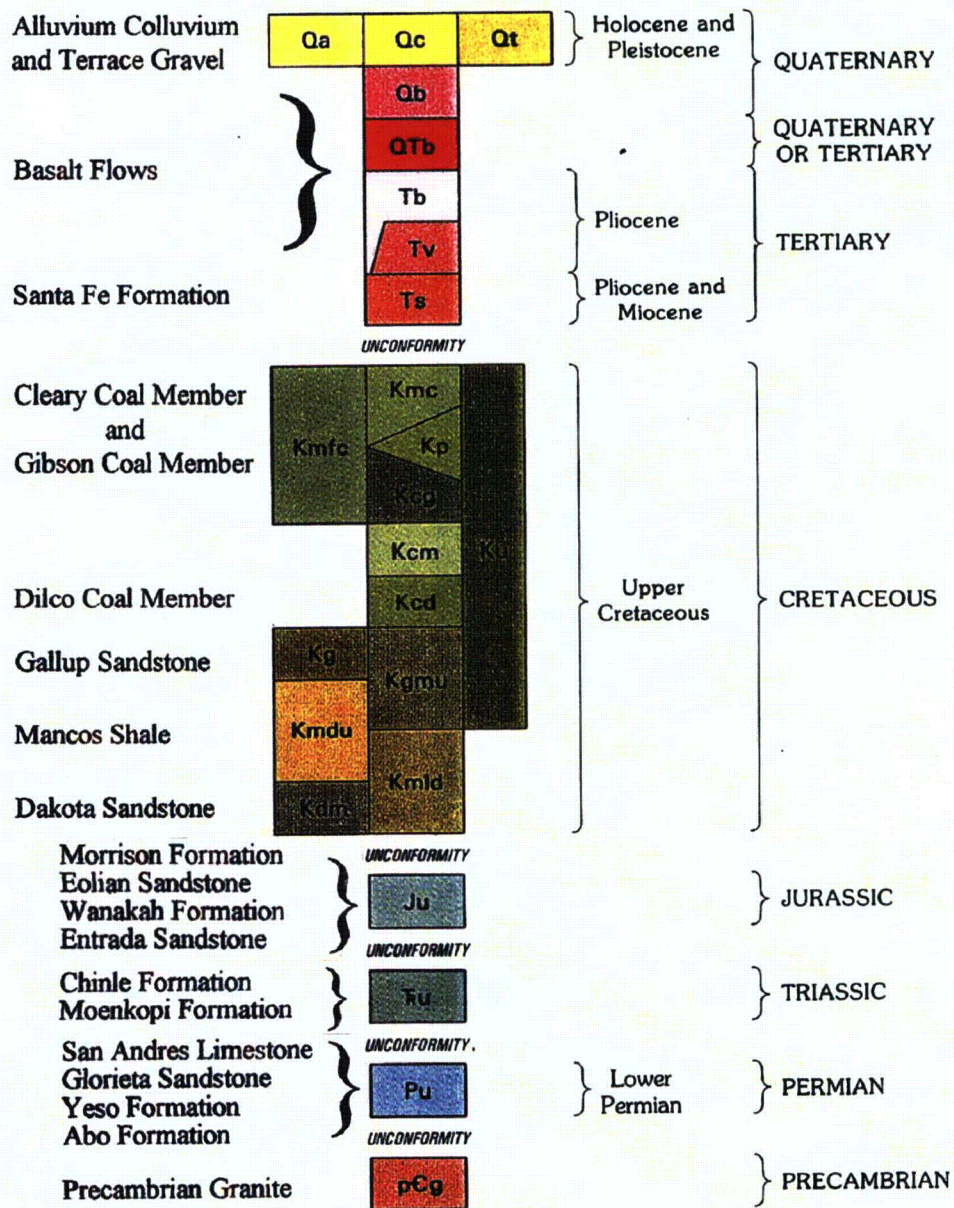 Alluvium Colluvium
and Terrace Gravel
Qa Qc Qt
Holocene and
Pleistocene
QUATERNARY
Qb
QTb
QUATERNARY
OR TERTIARY
Basalt Flows
Tb
Tv
Pliocene
TERTIARY
Santa Fe Formation
Ts
Pliocene and
Miocene
UNCONFORMITY
Cleary Coal Member
and
Gibson Coal Member
Kmfc
Kmc
Kp
Kcg
Kcm
Ku
Dilco Coal Member
Kcd
Upper
Cretaceous
CRETACEOUS
Gallup Sandstone
Kg
Kgmu
Mancos Shale
Kmdu
Kmld
Dakota Sandstone
Kdm
UNCONFORMITY
Morrison Formation
Eolian Sandstone
Wanakah Formation
Entrada Sandstone
Ju
JURASSIC
UNCONFORMITY
Chinle Formation
Moenkopi Formation
Ŧu
TRIASSIC
UNCONFORMITY.
San Andres Limestone
Glorieta Sandstone
Yeso Formation
Abo Formation
Pu
Lower
Permian
PERMIAN
UNCONFORMITY
Precambrian Granite
p€g
PRECAMBRIAN